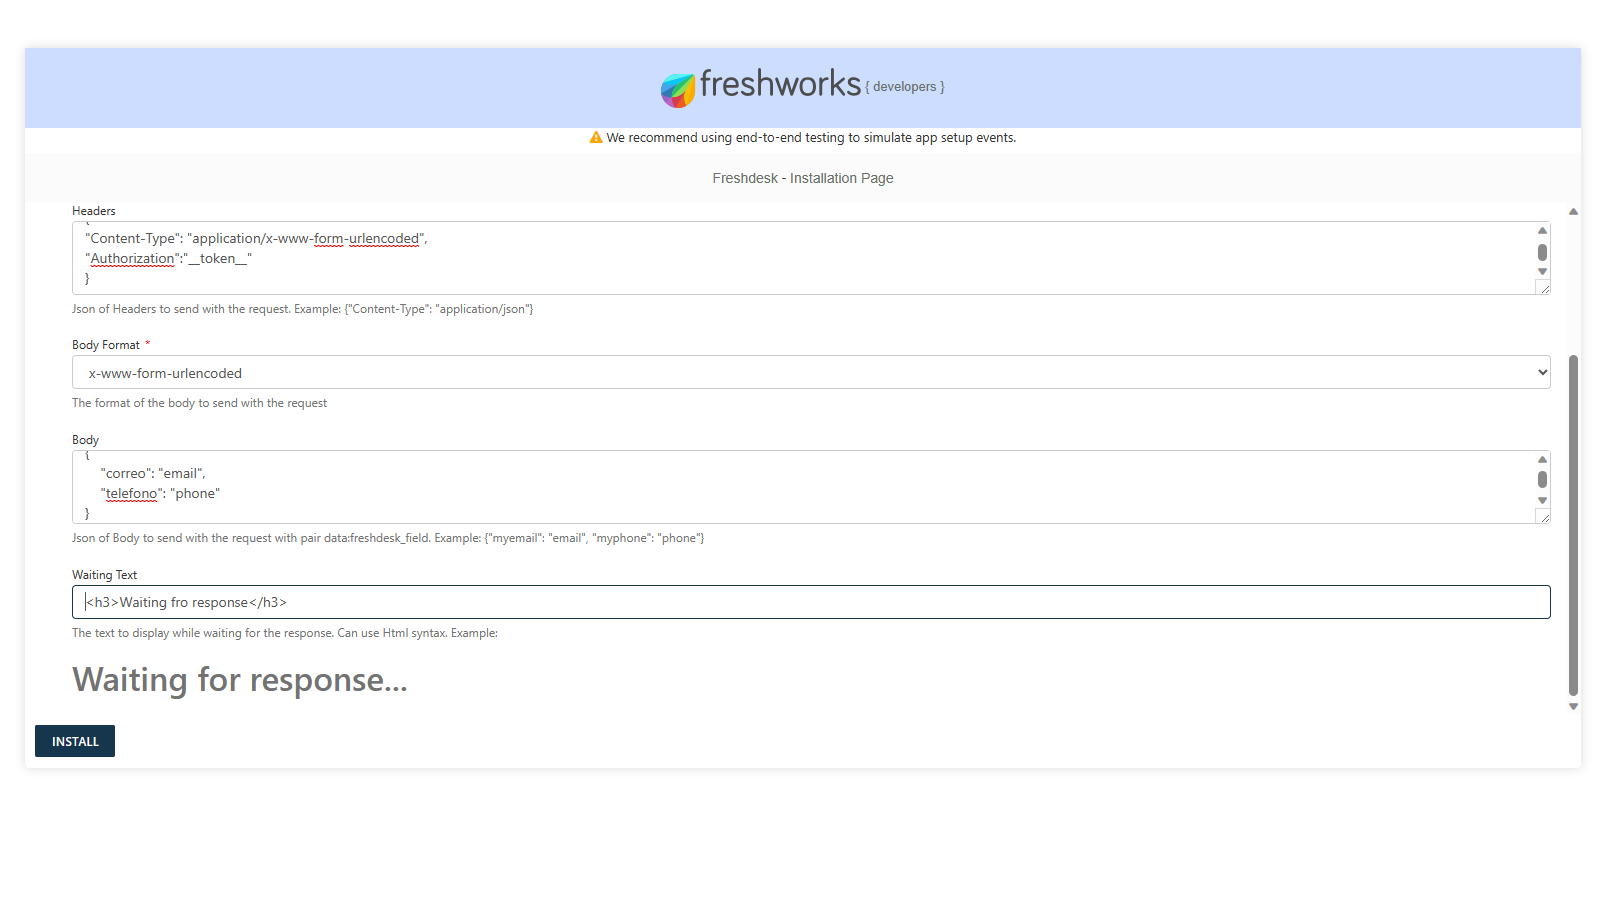 freshworks { developers }
We recommend using end-to-end testing to simulate app setup events.
Freshdesk - Installation Page
Headers
"Content-Type": "application/x-www-form-urlencoded",
"Authorization":"__token__"
}
Json of Headers to send with the request. Example: {"Content-Type": "application/json"}
Body Format *
x-www-form-urlencoded
The format of the body to send with the request
Body
{
"correo": "email",
"telefono": "phone"
}
Json of Body to send with the request with pair data:freshdesk_field. Example: {"myemail": "email", "myphone": "phone"}
Waiting Text
<h3>Waiting fro response</h3>
The text to display while waiting for the response. Can use Html syntax. Example:
Waiting for response...
INSTALL